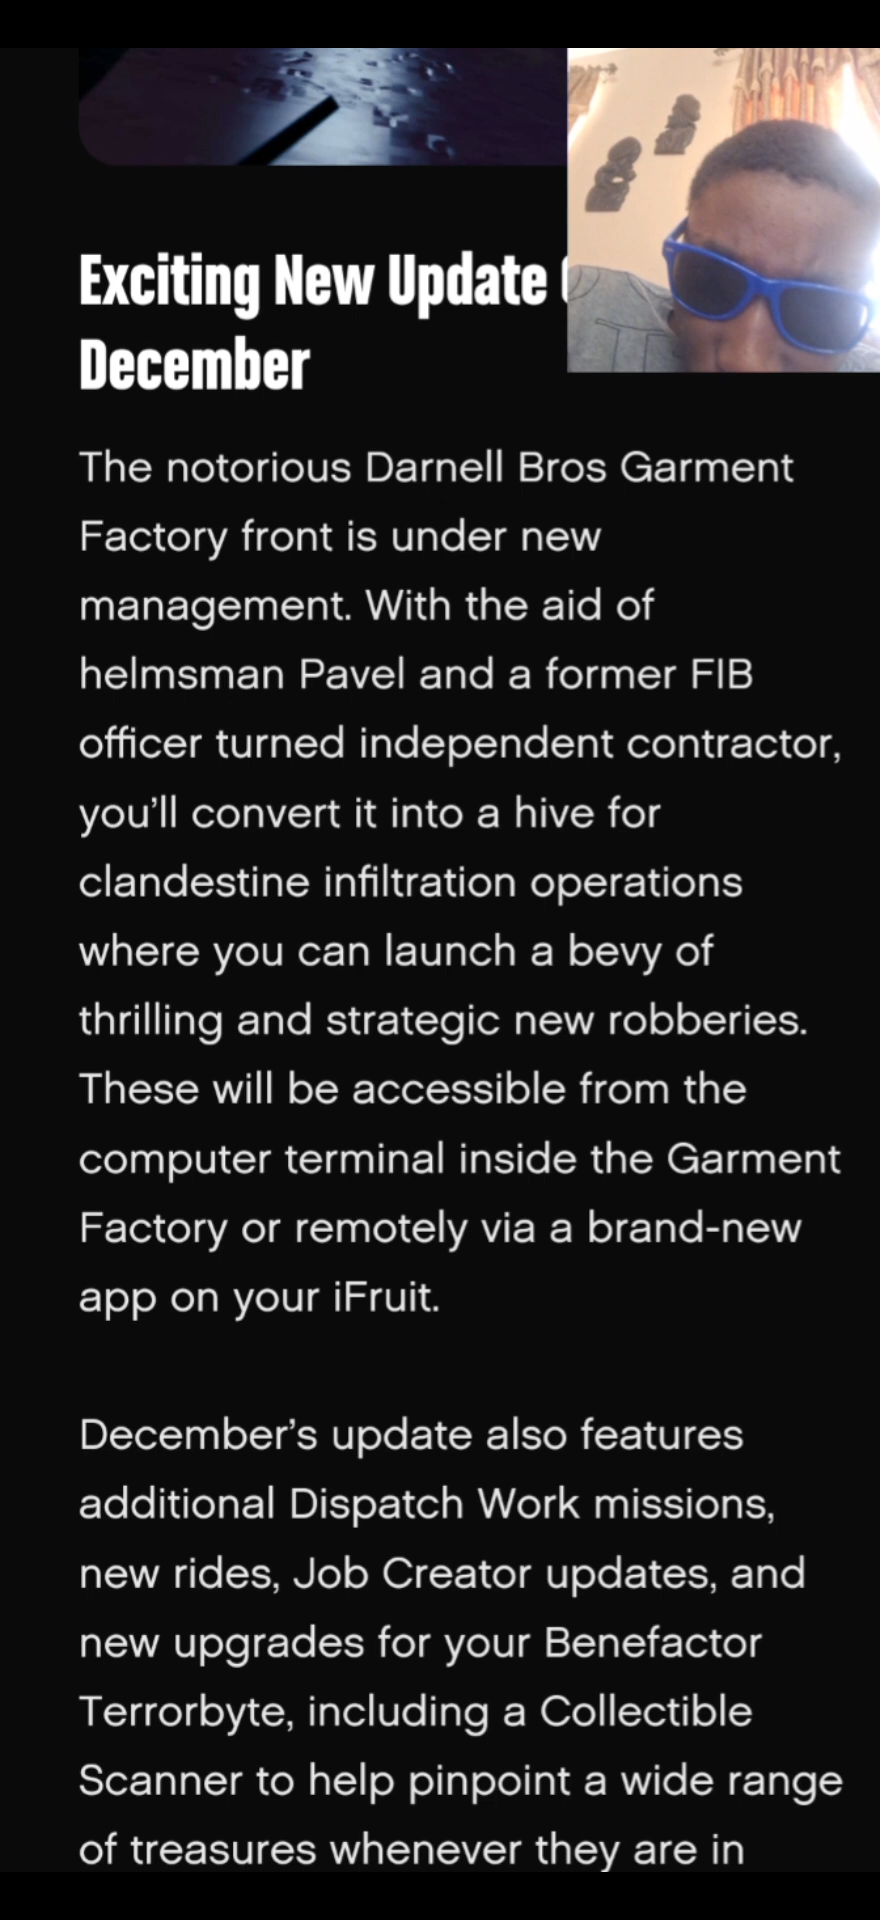 Exciting New Update
December
The notorious Darnell Bros Garment
Factory front is under new
management. With the aid of
helmsman Pavel and a former FIB
officer turned independent contractor,
you’ll convert it into a hive for
clandestine infiltration operations
where you can launch a bevy of
thrilling and strategic new robberies.
These will be accessible from the
computer terminal inside the Garment
Factory or remotely via a brand-new
app on your iFruit.
December’s update also features
additional Dispatch Work missions,
new rides, Job Creator updates, and
new upgrades for your Benefactor
Terrorbyte, including a Collectible
Scanner to help pinpoint a wide range
of treasures whenever they are in